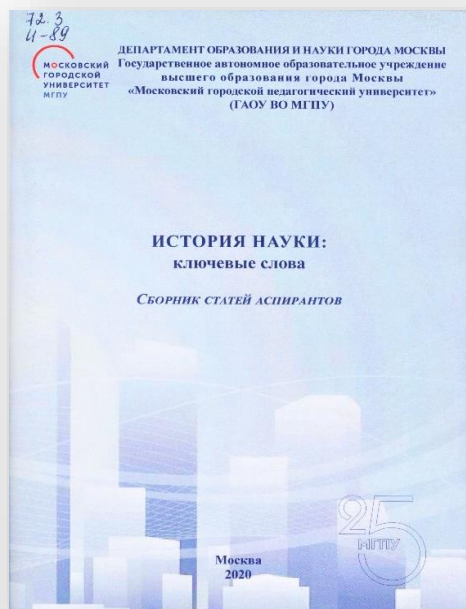 72.3
И-89
МОСКОВСКИЙ
ГОРОДСКОЙ
УНИВЕРСИТЕТ
МГПУ
ДЕПАРТАМЕНТ ОБРАЗОВАНИЯ И НАУКИ ГОРОДА МОСКВЫ
Государственное автономное образовательное учреждение
высшего образования города Москвы
«Московский городской педагогический университет»
(ГАОУ ВО МГПУ)
ИСТОРИЯ НАУКИ:
ключевые слова
СБОРНИК СТАТЕЙ АСПИРАНТОВ
25
МГПУ
Москва
2020